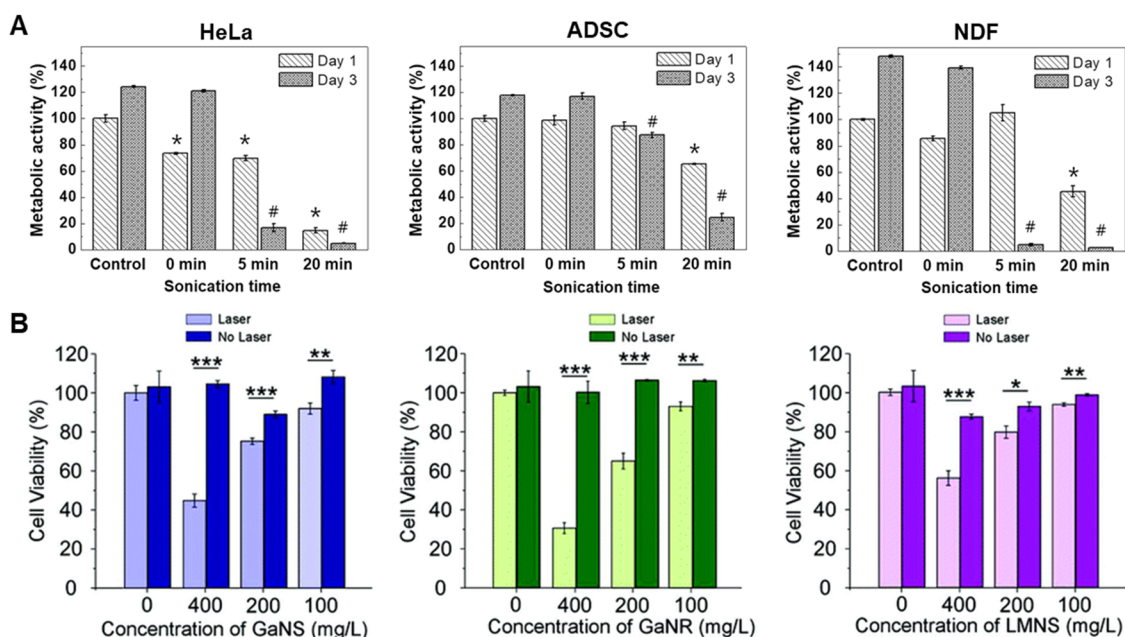 A
HeLa
ADSC
NDF
Metabolic activity (%)
140
120
100
80
60
40
20
0
Day 1
Day 3
*
*
#
*
#
Control 0 min 5 min 20 min
Sonication time
Metabolic activity (%)
140
120
100
80
60
40
20
0
Day 1
Day 3
#
*
#
Control 0 min 5 min 20 min
Sonication time
Metabolic activity (%)
140
120
100
80
60
40
20
0
Day 1
Day 3
#
*
#
Control 0 min 5 min 20 min
Sonication time
B
Laser
No Laser
Cell Viability (%)
120
100
80
60
40
20
0
***
***
**
0 400 200 100
Concentration of GaNS (mg/L)
Laser
No Laser
Cell Viability (%)
120
100
80
60
40
20
0
***
***
**
0 400 200 100
Concentration of GaNR (mg/L)
Laser
No Laser
Cell Viability (%)
120
100
80
60
40
20
0
***
*
**
0 400 200 100
Concentration of LMNS (mg/L)